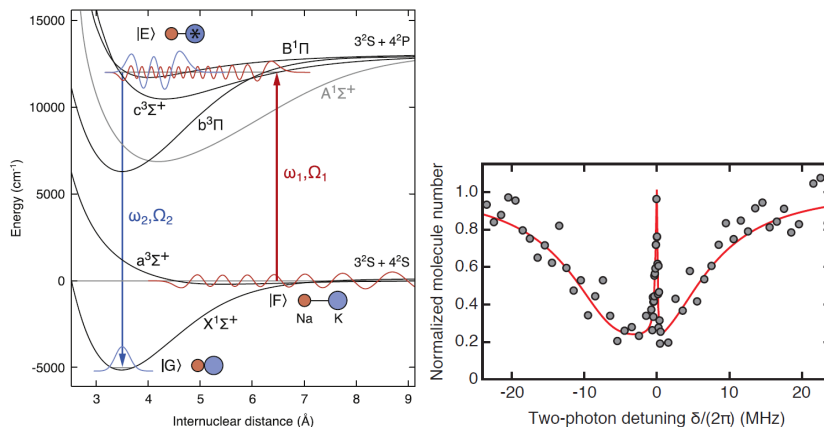 15000
10000
5000
0
-5000
Energy (cm⁻¹)
3 4 5 6 7 8 9
Internuclear distance (Å)
|E⟩
*
B¹Π
3²S + 4²P
c³Σ⁺
b³Π
A¹Σ⁺
ω₂,Ω₂
ω₁,Ω₁
a³Σ⁺
3²S + 4²S
|F⟩
Na K
X¹Σ⁺
|G⟩
1.0
0.8
0.6
0.4
0.2
0
Normalized molecule number
-20 -10 0 10 20
Two-photon detuning δ/(2π) (MHz)